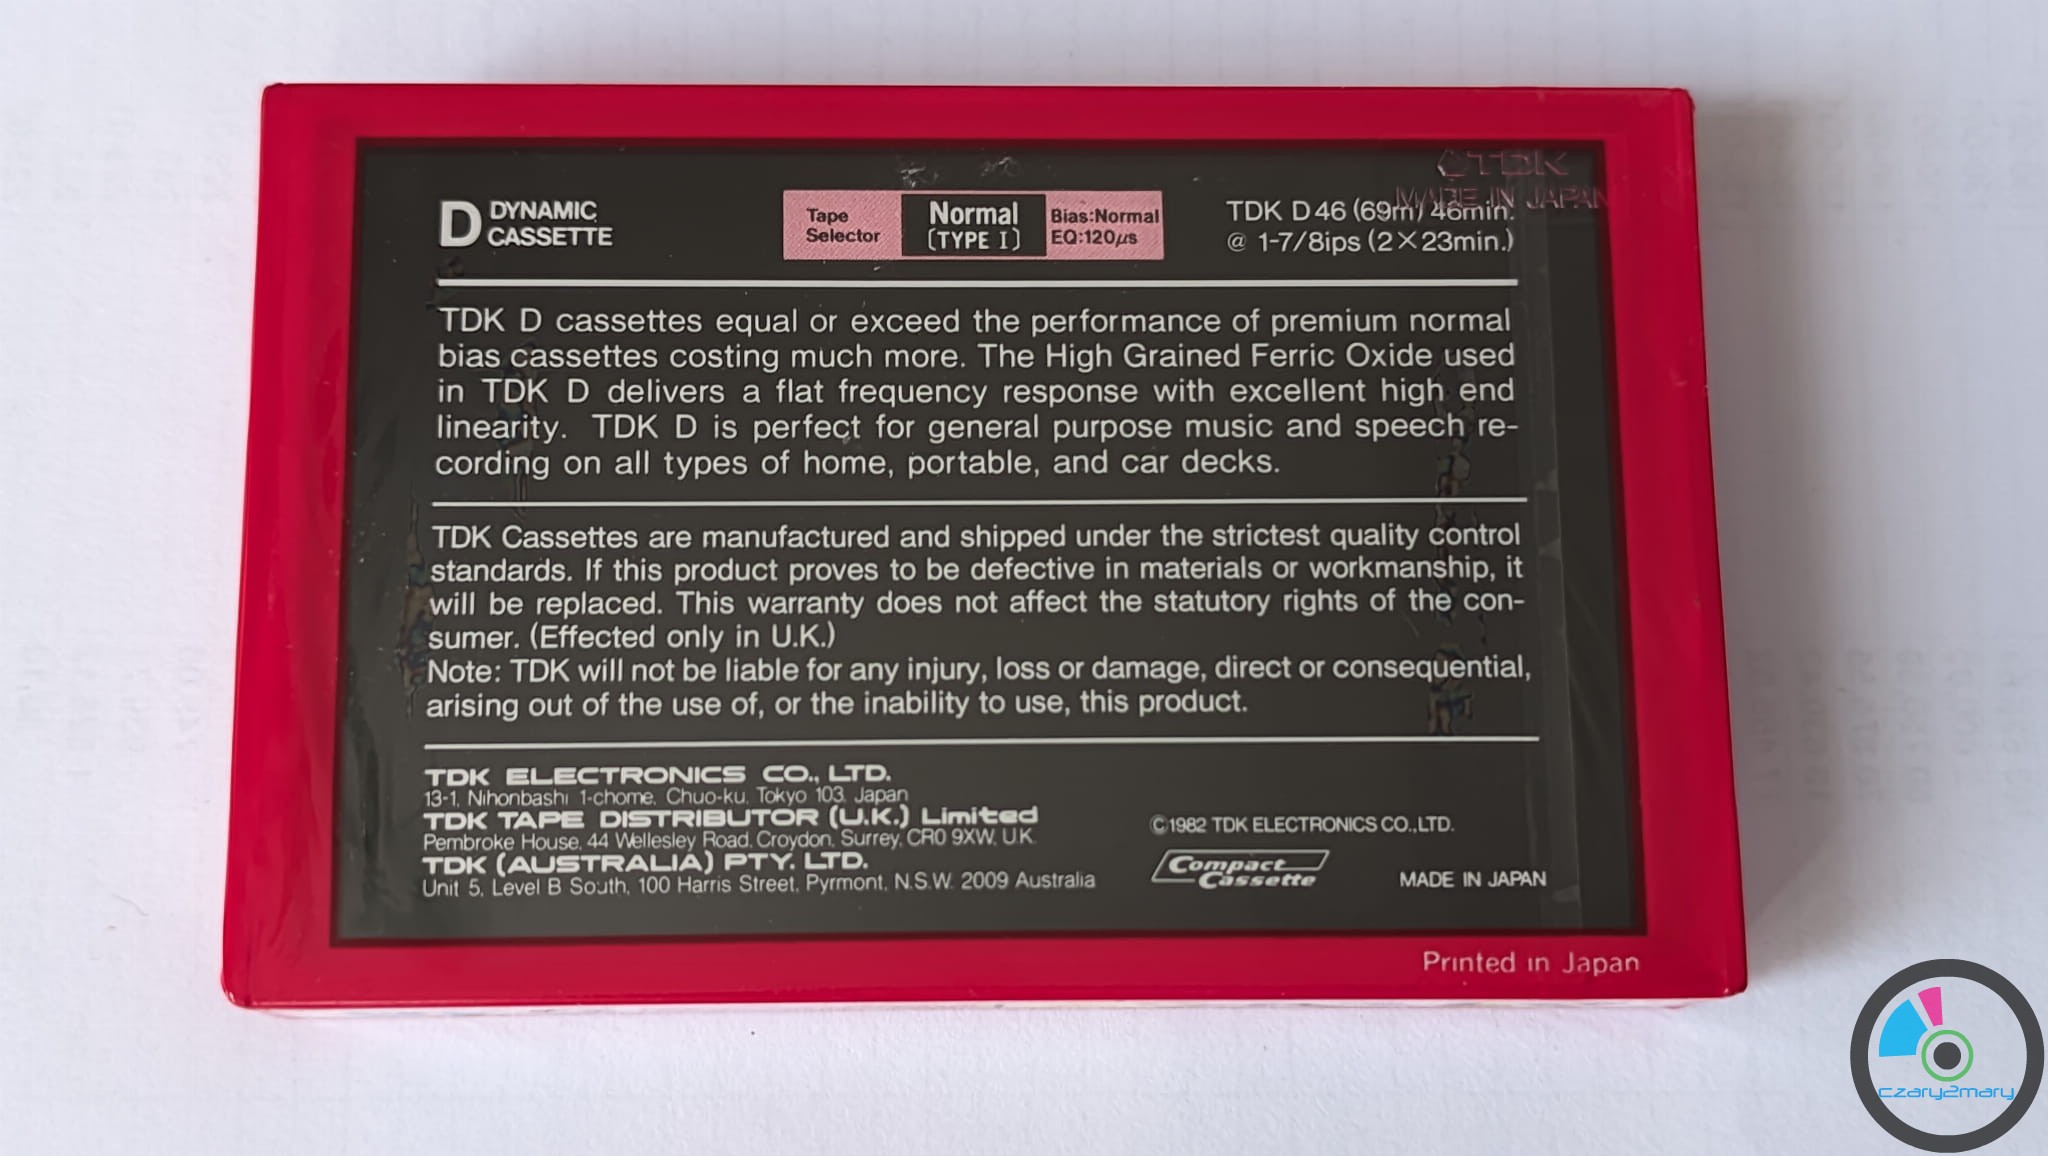 TDK
MADE IN JAPAN
D DYNAMIC CASSETTE
Tape Selector
Normal (TYPE I)
Bias:Normal
EQ:120μs
TDK D46 (69m) 46min.
@ 1-7/8ips (2×23min.)
TDK D cassettes equal or exceed the performance of premium normal
bias cassettes costing much more. The High Grained Ferric Oxide used
in TDK D delivers a flat frequency response with excellent high end
linearity. TDK D is perfect for general purpose music and speech re-
cording on all types of home, portable, and car decks.
TDK Cassettes are manufactured and shipped under the strictest quality control
standards. If this product proves to be defective in materials or workmanship, it
will be replaced. This warranty does not affect the statutory rights of the con-
sumer. (Effected only in U.K.)
Note: TDK will not be liable for any injury, loss or damage, direct or consequential,
arising out of the use of, or the inability to use, this product.
TDK ELECTRONICS CO., LTD.
13-1, Nihonbashi 1-chome, Chuo-ku, Tokyo 103, Japan
TDK TAPE DISTRIBUTOR (U.K.) Limited
Pembroke House, 44 Wellesley Road, Croydon, Surrey, CR0 9XW, U.K.
TDK (AUSTRALIA) PTY. LTD.
Unit 5, Level B South, 100 Harris Street, Pyrmont, N.S.W. 2009 Australia
©1982 TDK ELECTRONICS CO.,LTD.
Compact Cassette
MADE IN JAPAN
Printed in Japan
czary2mary